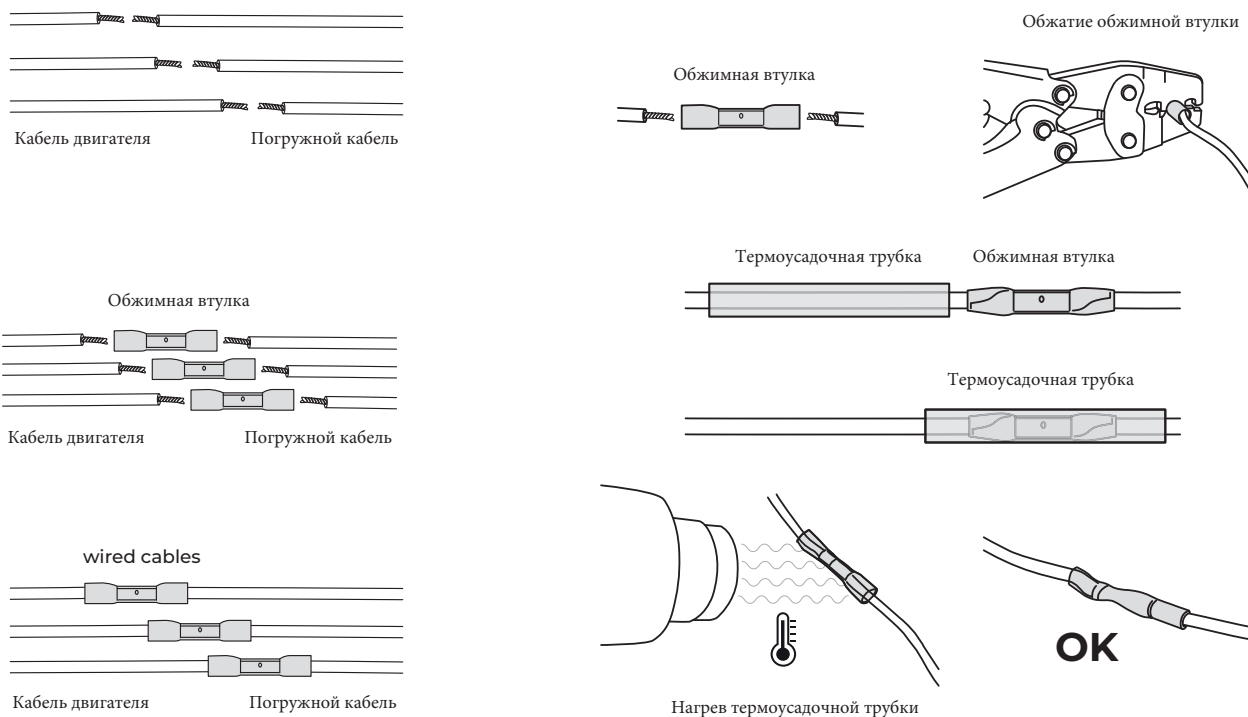 Кабель двигателя
Погружной кабель
Обжимная втулка
Кабель двигателя
Погружной кабель
wired cables
Кабель двигателя
Погружной кабель
Обжимная втулка
Обжатие обжимной втулки
Термоусадочная трубка
Обжимная втулка
Термоусадочная трубка
Нагрев термоусадочной трубки
OK